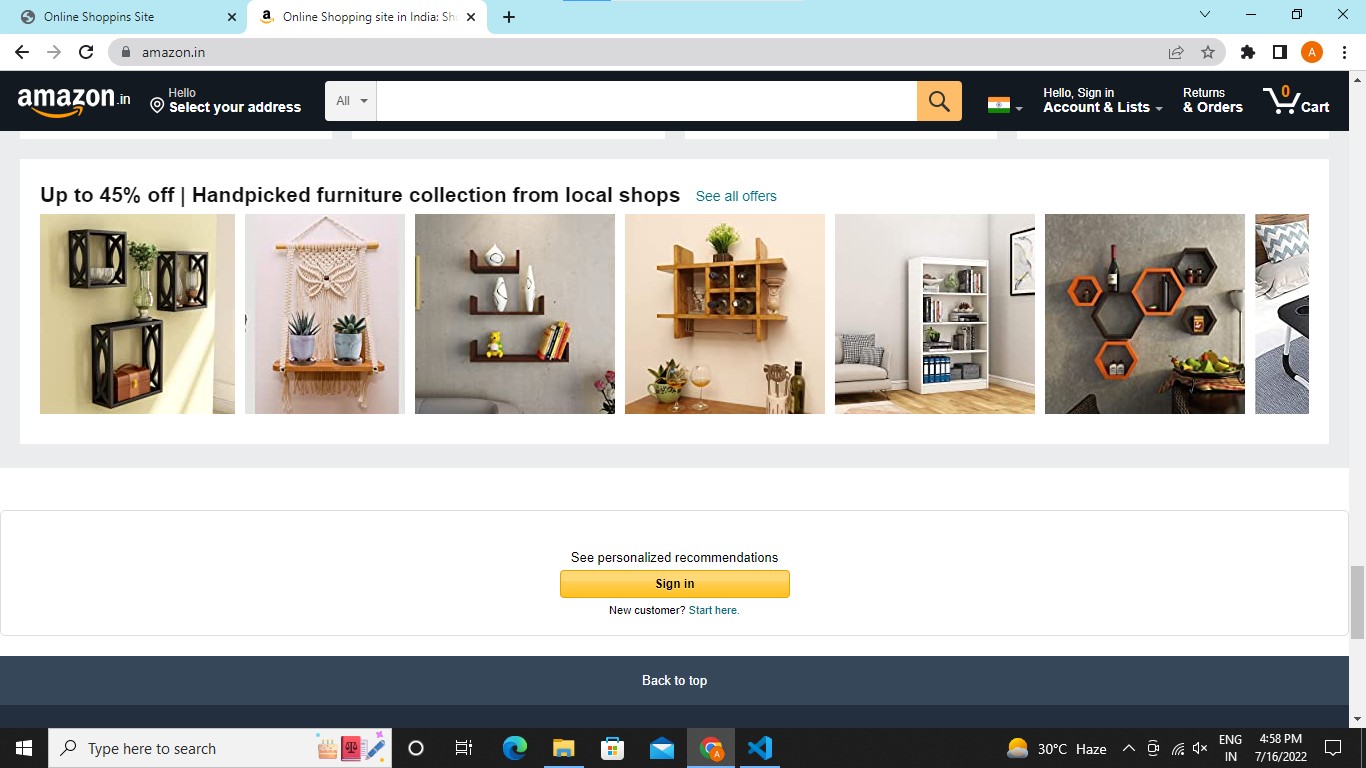 Online Shoppins Site
Online Shopping site in India: Sh
amazon.in
A
amazon.in
Hello
Select your address
All
Hello, Sign in
Account & Lists
Returns
& Orders
0
Cart
Up to 45% off | Handpicked furniture collection from local shops See all offers
See personalized recommendations
Sign in
New customer? Start here.
Back to top
Type here to search
A
30°C Haze
ENG
IN
4:58 PM
7/16/2022